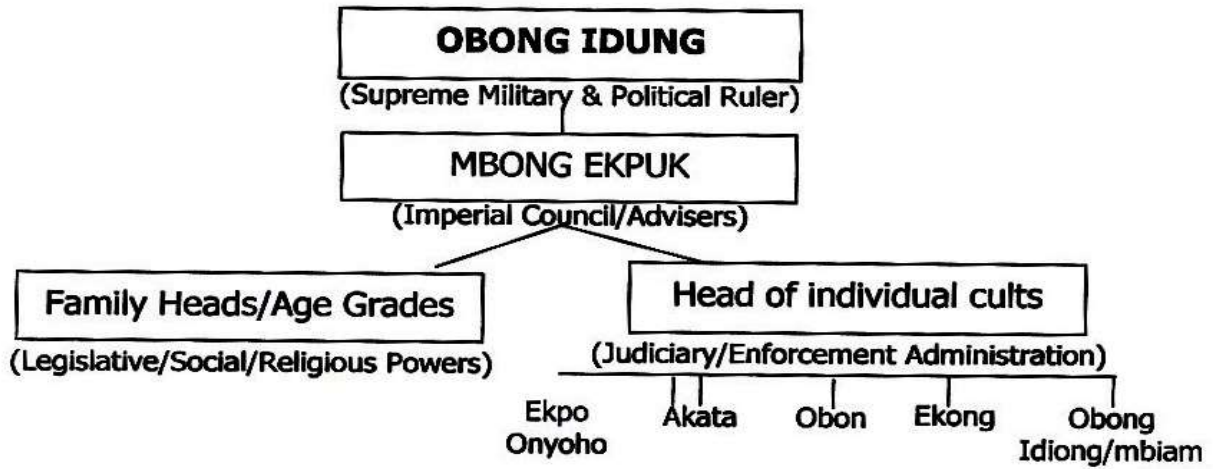 OBONG IDUNG
(Supreme Military & Political Ruler)
MBONG EKPUK
(Imperial Council/Advisers)
Family Heads/Age Grades
(Legislative/Social/Religious Powers)
Head of individual cults
(Judiciary/Enforcement Administration)
Ekpo
Onyoho
Akata
Obon
Ekong
Obong
Idiong/mbiam